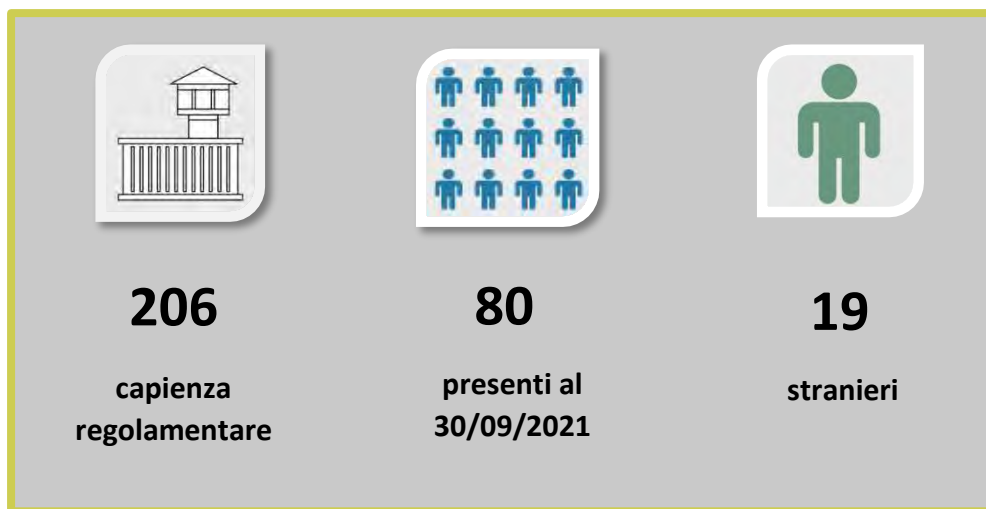 206
capienza
regolamentare
80
presenti al
30/09/2021
19
stranieri